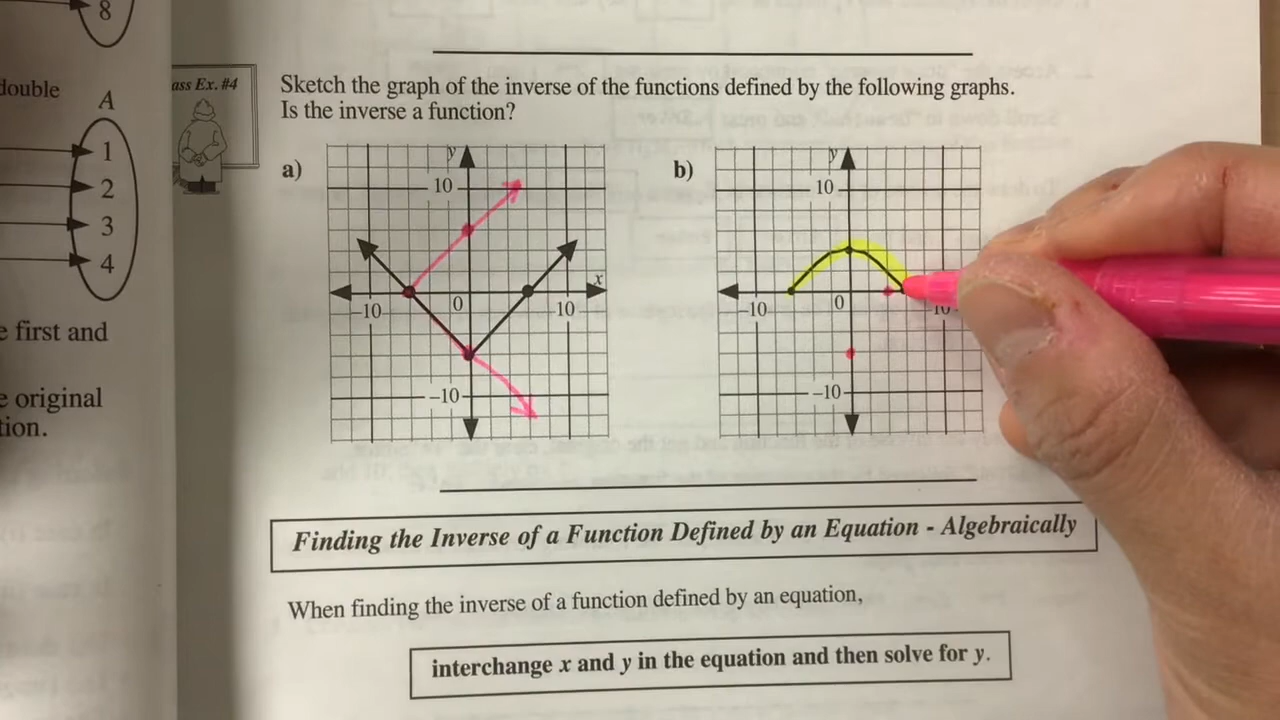 8
double
A
1
2
3
4
e first and
e original
tion.
ass Ex. #4
Sketch the graph of the inverse of the functions defined by the following graphs.
Is the inverse a function?
a)
y
10
x
-10
0
10
–10
b)
y
10
-10
0
10
–10
Finding the Inverse of a Function Defined by an Equation - Algebraically
When finding the inverse of a function defined by an equation,
interchange x and y in the equation and then solve for y.